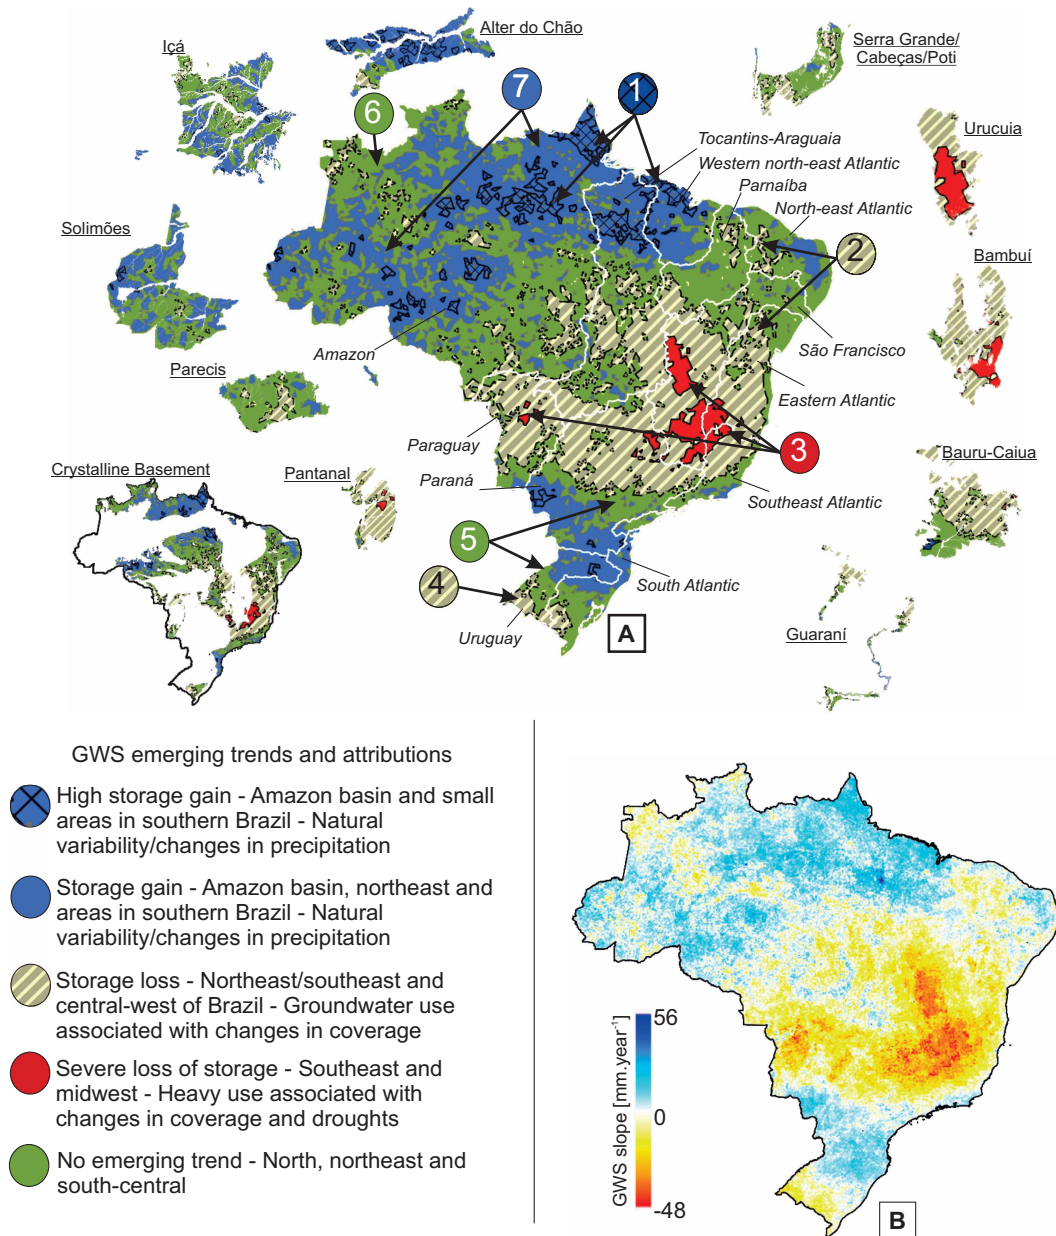 Alter do Chão
Içá
Serra Grande/
Cabeças/Poti
7
1
6
Tocantins-Araguaia
Urucuia
Western north-east Atlantic
Parnaíba
North-east Atlantic
Solimões
2
Bambuí
Amazon
São Francisco
Parecis
Eastern Atlantic
Paraguay
3
Bauru-Caiua
Crystalline Basement
Pantanal
Paraná
Southeast Atlantic
5
4
South Atlantic
Uruguay
A
Guaraní
GWS emerging trends and attributions
High storage gain - Amazon basin and small
areas in southern Brazil - Natural
variability/changes in precipitation
Storage gain - Amazon basin, northeast and
areas in southern Brazil - Natural
variability/changes in precipitation
Storage loss - Northeast/southeast and
central-west of Brazil - Groundwater use
associated with changes in coverage
Severe loss of storage - Southeast and
midwest - Heavy use associated with
changes in coverage and droughts
No emerging trend - North, northeast and
south-central
GWS slope [mm.year⁻¹]
56
0
-48
B